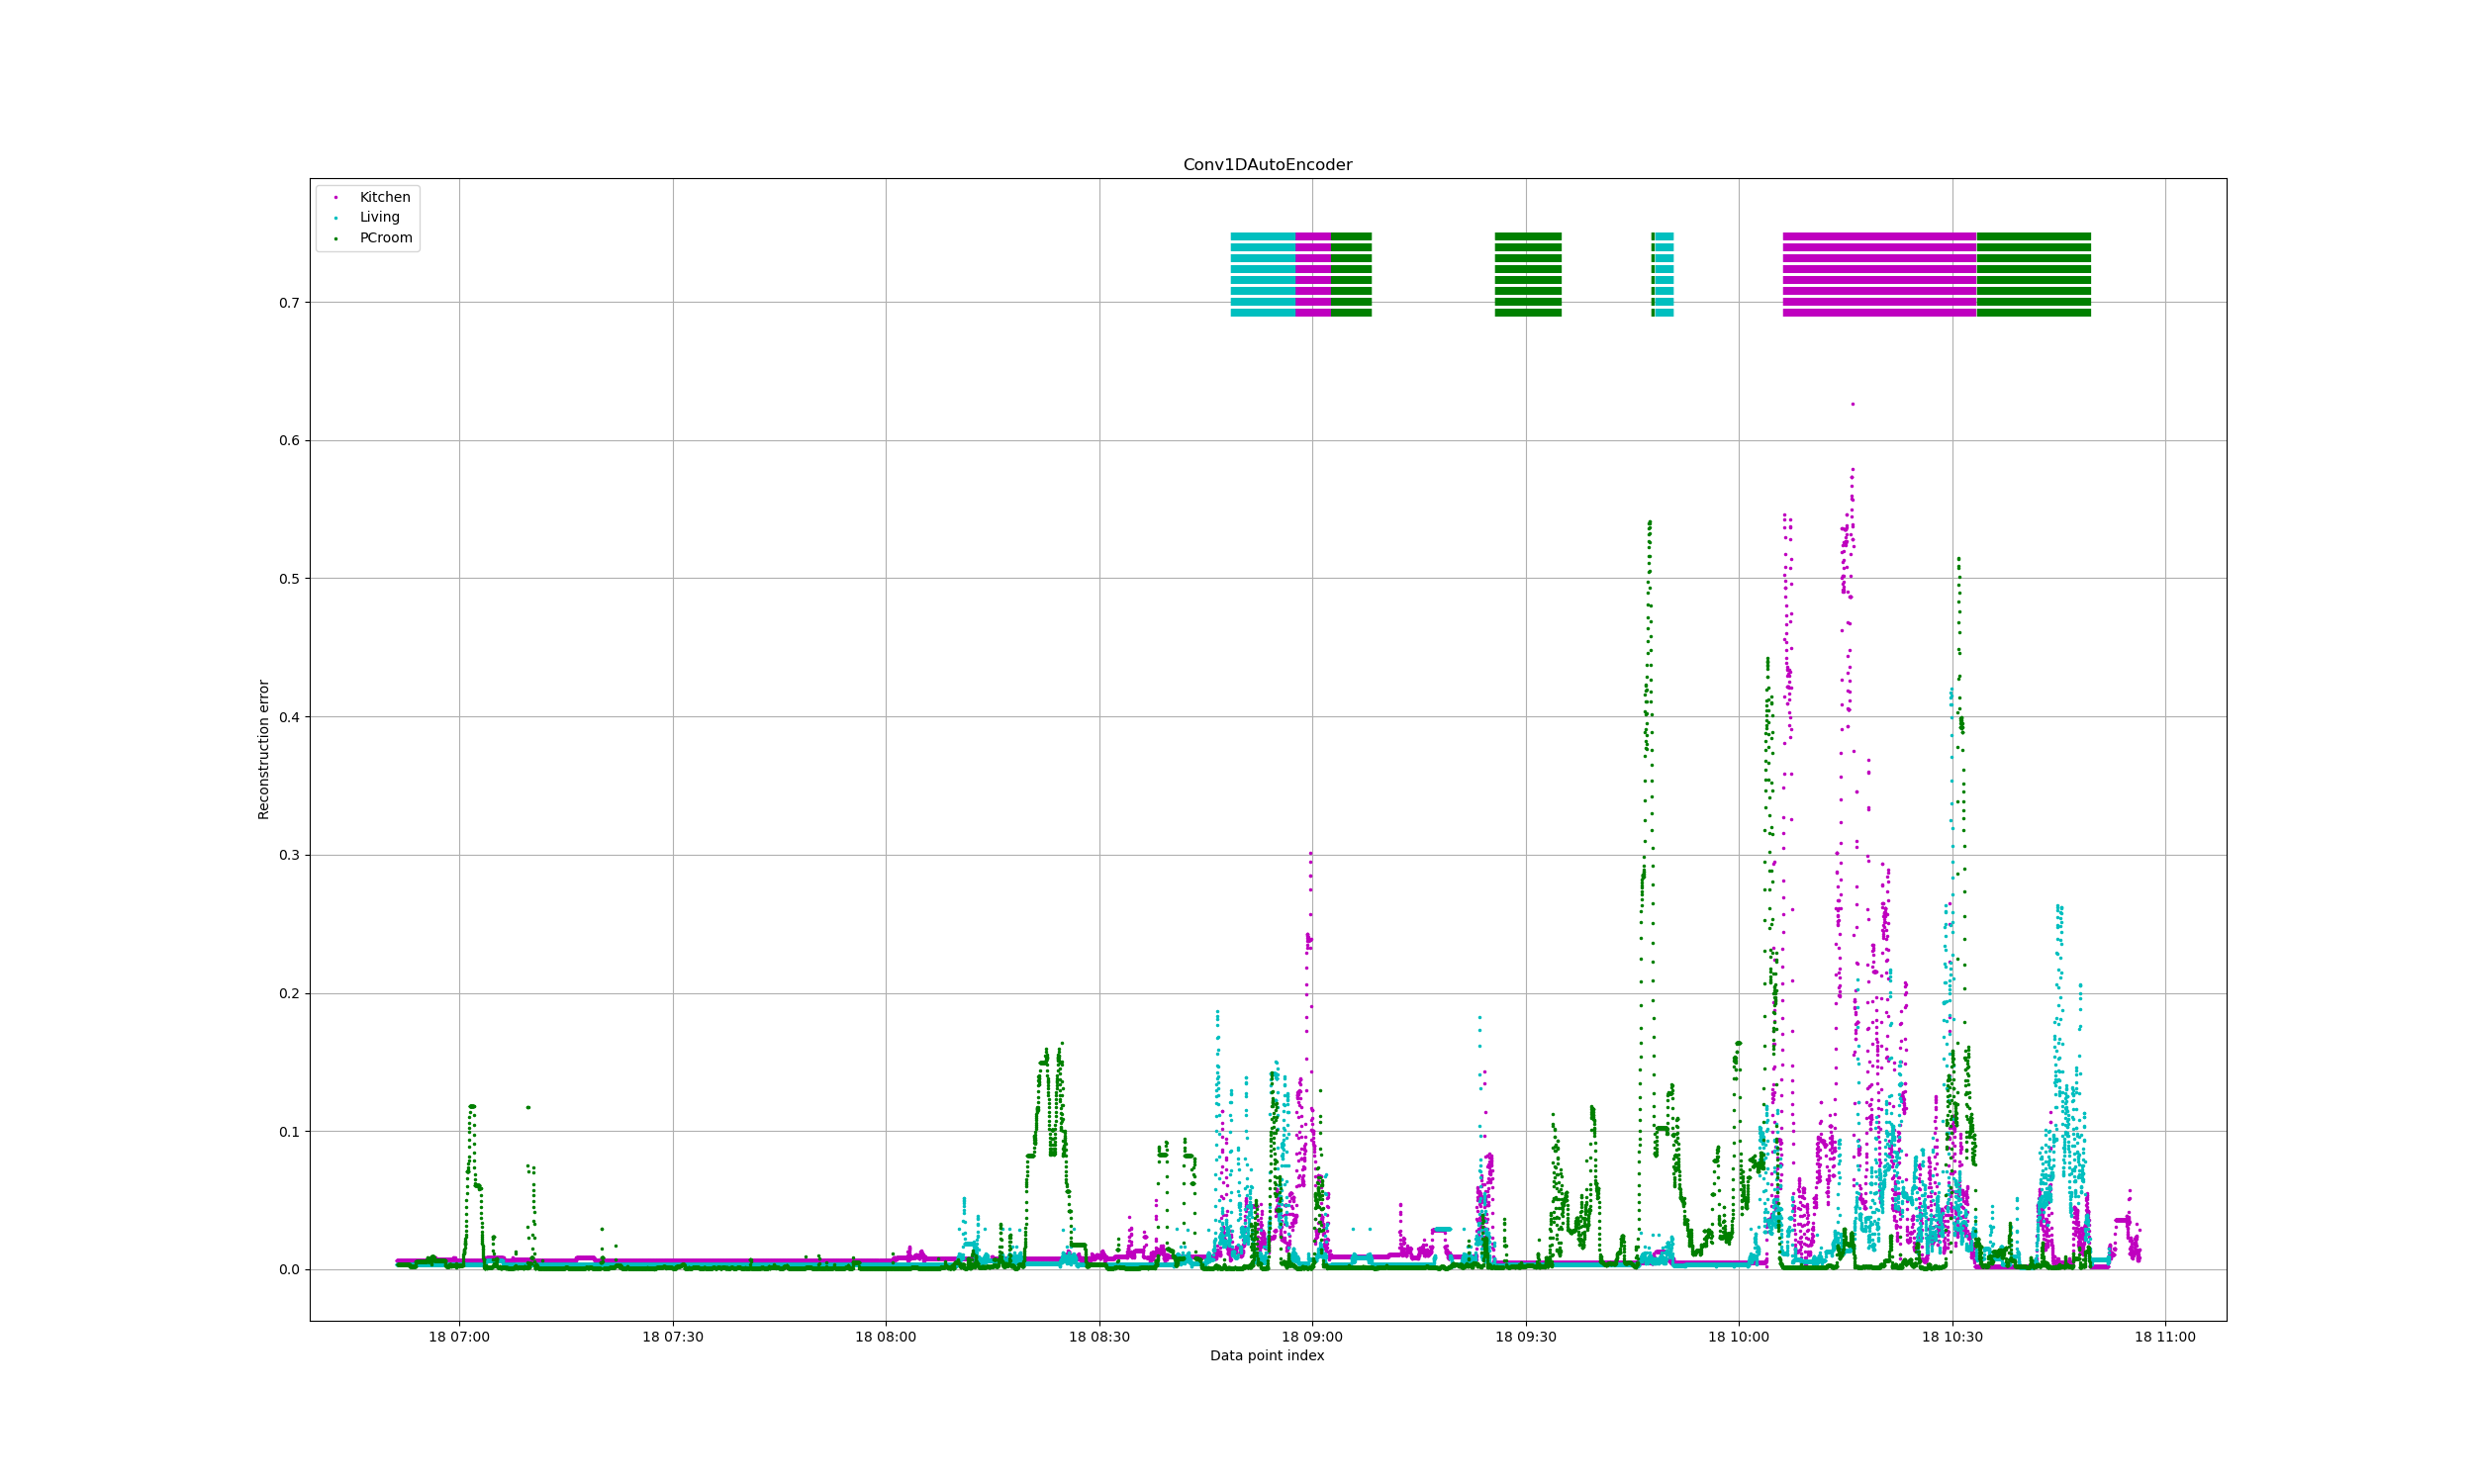 Conv1DAutoEncoder
Kitchen
Living
PCroom
Reconstruction error
0.7
0.6
0.5
0.4
0.3
0.2
0.1
0.0
18 07:00
18 07:30
18 08:00
18 08:30
18 09:00
18 09:30
18 10:00
18 10:30
18 11:00
Data point index